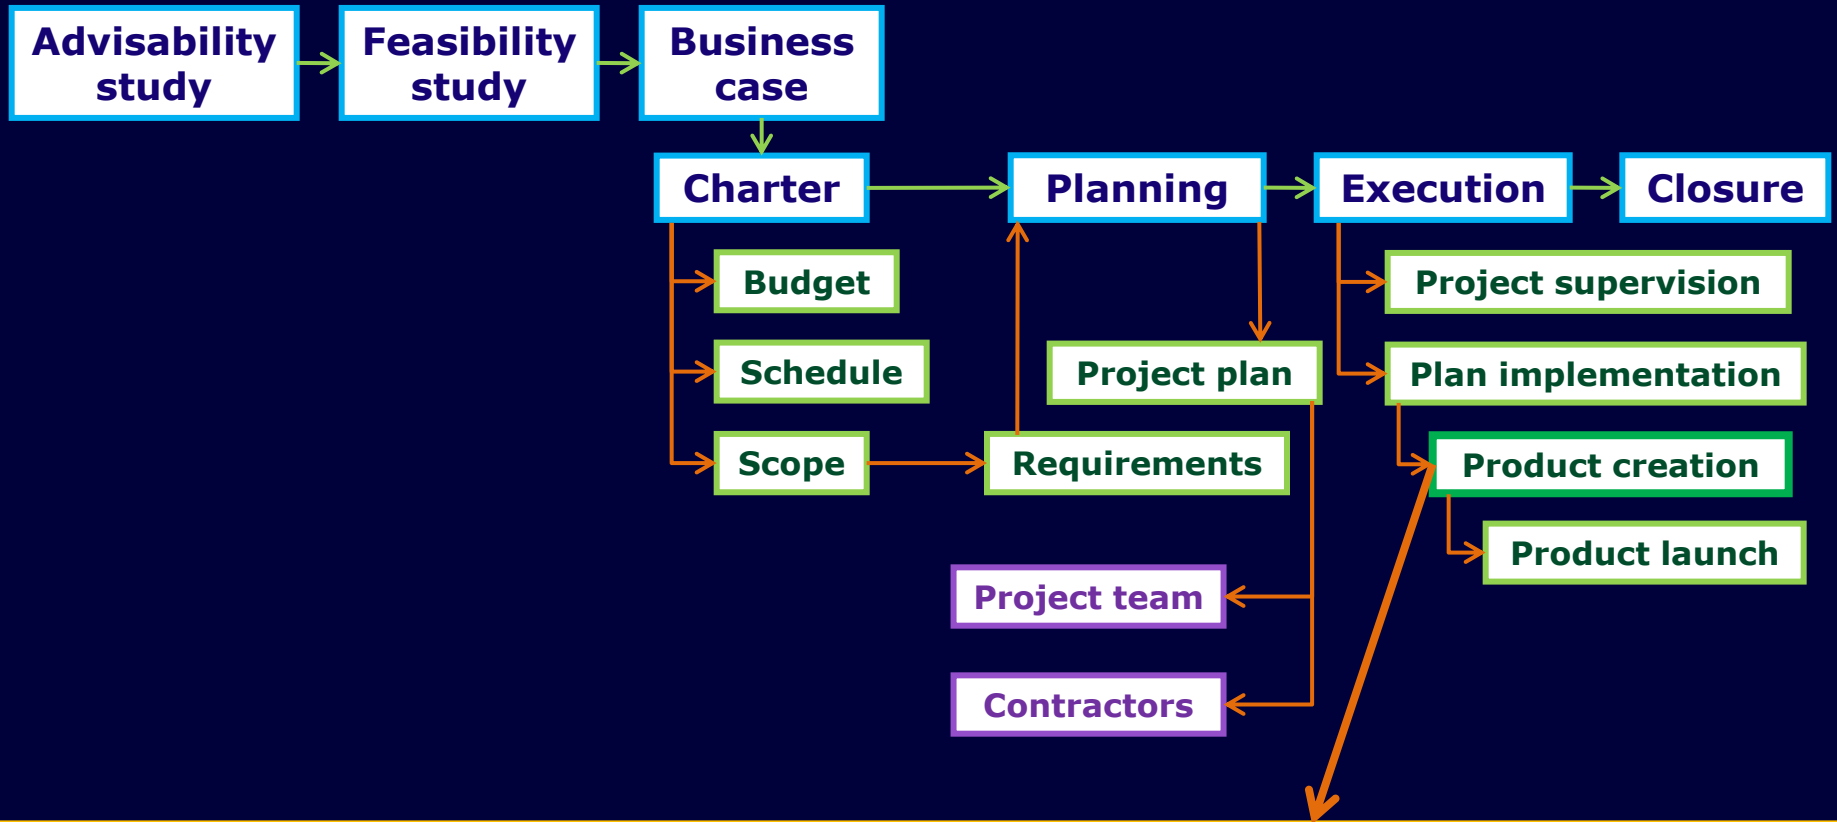 Advisability
study
Feasibility
study
Business
case
Charter
Planning
Execution
Closure
Budget
Project supervision
Schedule
Project plan
Plan implementation
Scope
Requirements
Product creation
Product launch
Project team
Contractors